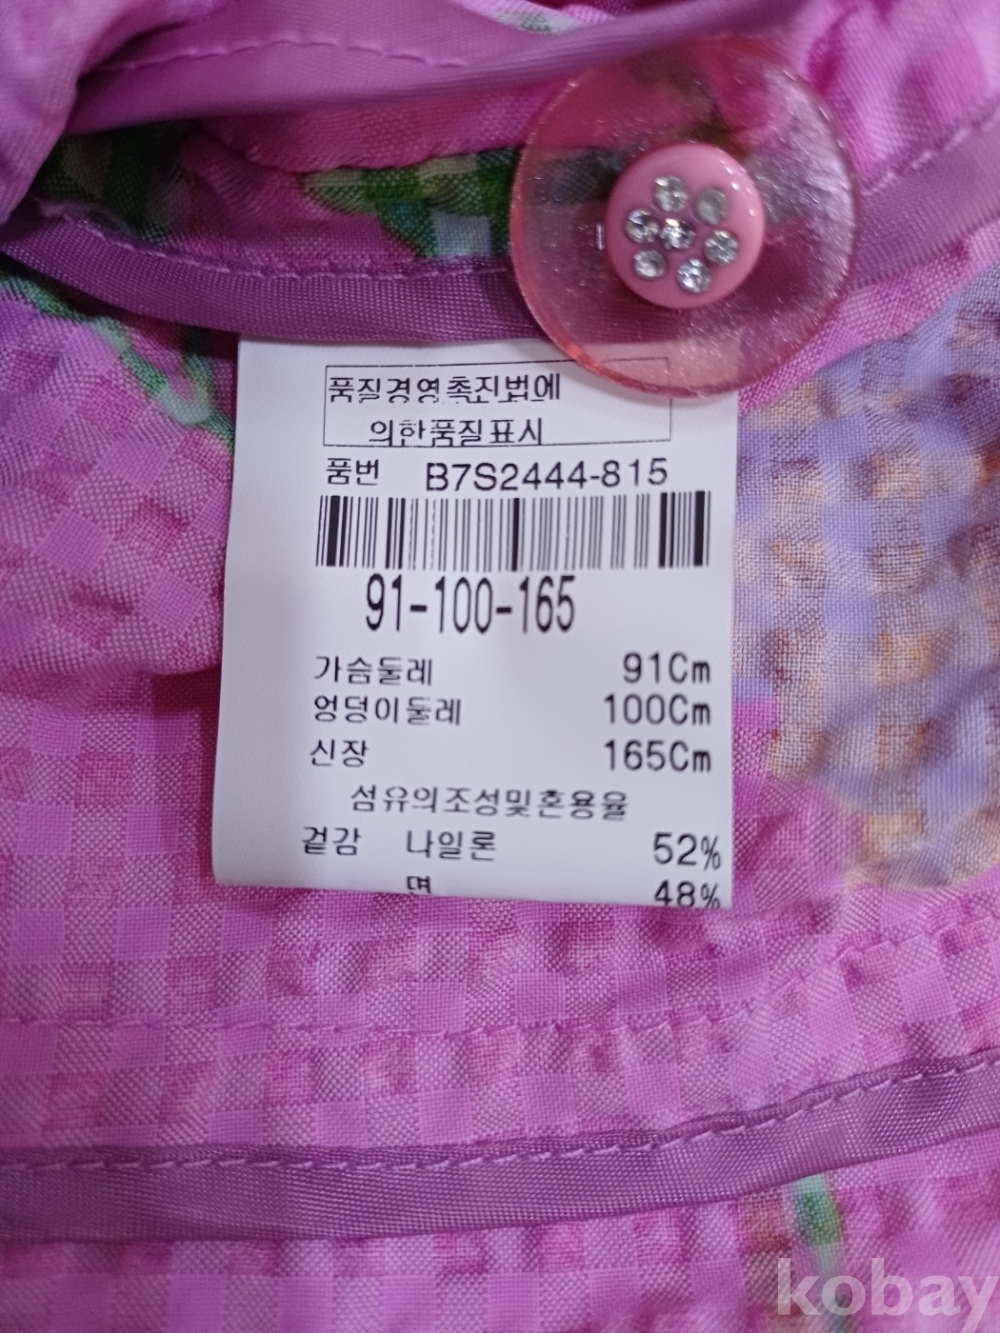 품질경영촉진법에
의한품질표시
품번 B7S2444-815
91-100-165
가슴둘레 91Cm
엉덩이둘레 100Cm
신장 165Cm
섬유의조성및혼용율
겉감 나일론 52%
면 48%
kobay